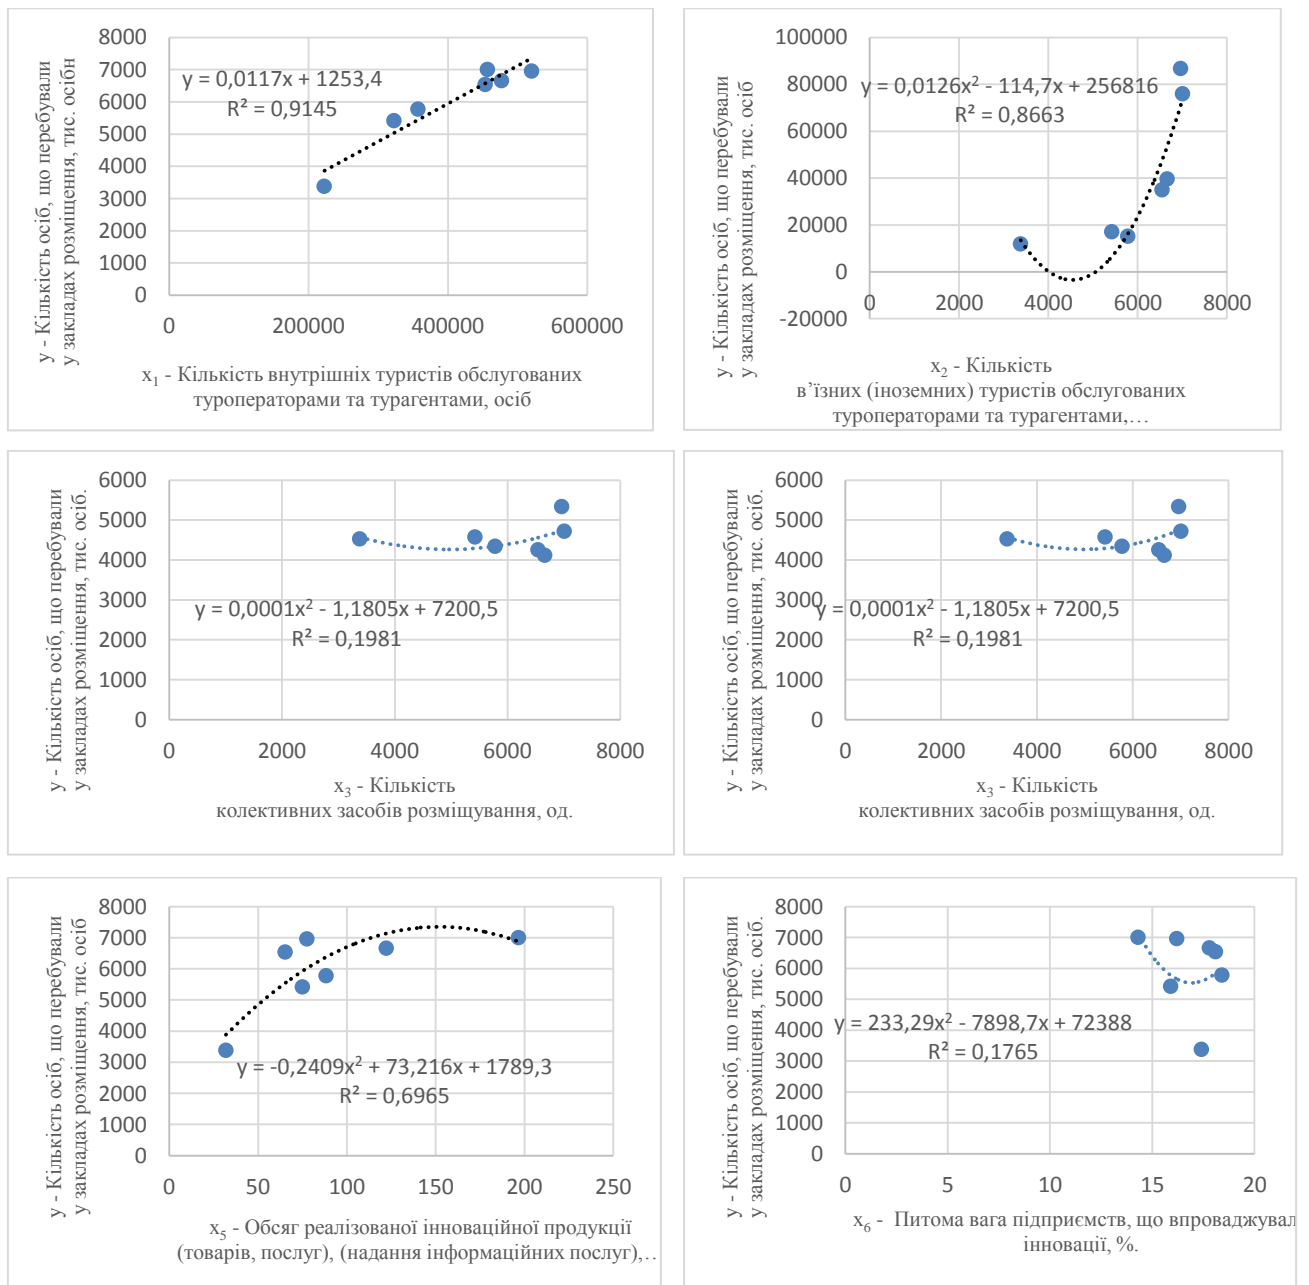 y - Кількість осіб, що перебували
у закладах розміщення, тис. осібн
8000
7000
6000
5000
4000
3000
2000
1000
0
y = 0,0117x + 1253,4
R² = 0,9145
0 200000 400000 600000
x₁ - Кількість внутрішніх туристів обслугованих
туроператорами та турагентами, осіб
y - Кількість осіб, що перебували
у закладах розміщення, тис. осіб
100000
80000
60000
40000
20000
0
-20000
y = 0,0126x² - 114,7x + 256816
R² = 0,8663
0 2000 4000 6000 8000
x₂ - Кількість
в’їзних (іноземних) туристів обслугованих
туроператорами та турагентами,…
y - Кількість осіб, що перебували
у закладах розміщення, тис. осіб.
6000
5000
4000
3000
2000
1000
0
y = 0,0001x² - 1,1805x + 7200,5
R² = 0,1981
0 2000 4000 6000 8000
x₃ - Кількість
колективних засобів розміщування, од.
y - Кількість осіб, що перебували
у закладах розміщення, тис. осіб.
6000
5000
4000
3000
2000
1000
0
y = 0,0001x² - 1,1805x + 7200,5
R² = 0,1981
0 2000 4000 6000 8000
x₃ - Кількість
колективних засобів розміщування, од.
y - Кількість осіб, що перебували
у закладах розміщення, тис. осіб
8000
7000
6000
5000
4000
3000
2000
1000
0
y = -0,2409x² + 73,216x + 1789,3
R² = 0,6965
0 50 100 150 200 250
x₅ - Обсяг реалізованої інноваційної продукції
(товарів, послуг), (надання інформаційних послуг),…
y - Кількість осіб, що перебували
у закладах розміщення, тис. осіб.
8000
7000
6000
5000
4000
3000
2000
1000
0
y = 233,29x² - 7898,7x + 72388
R² = 0,1765
0 5 10 15 20
x₆ - Питома вага підприємств, що впроваджувал
інновації, %.